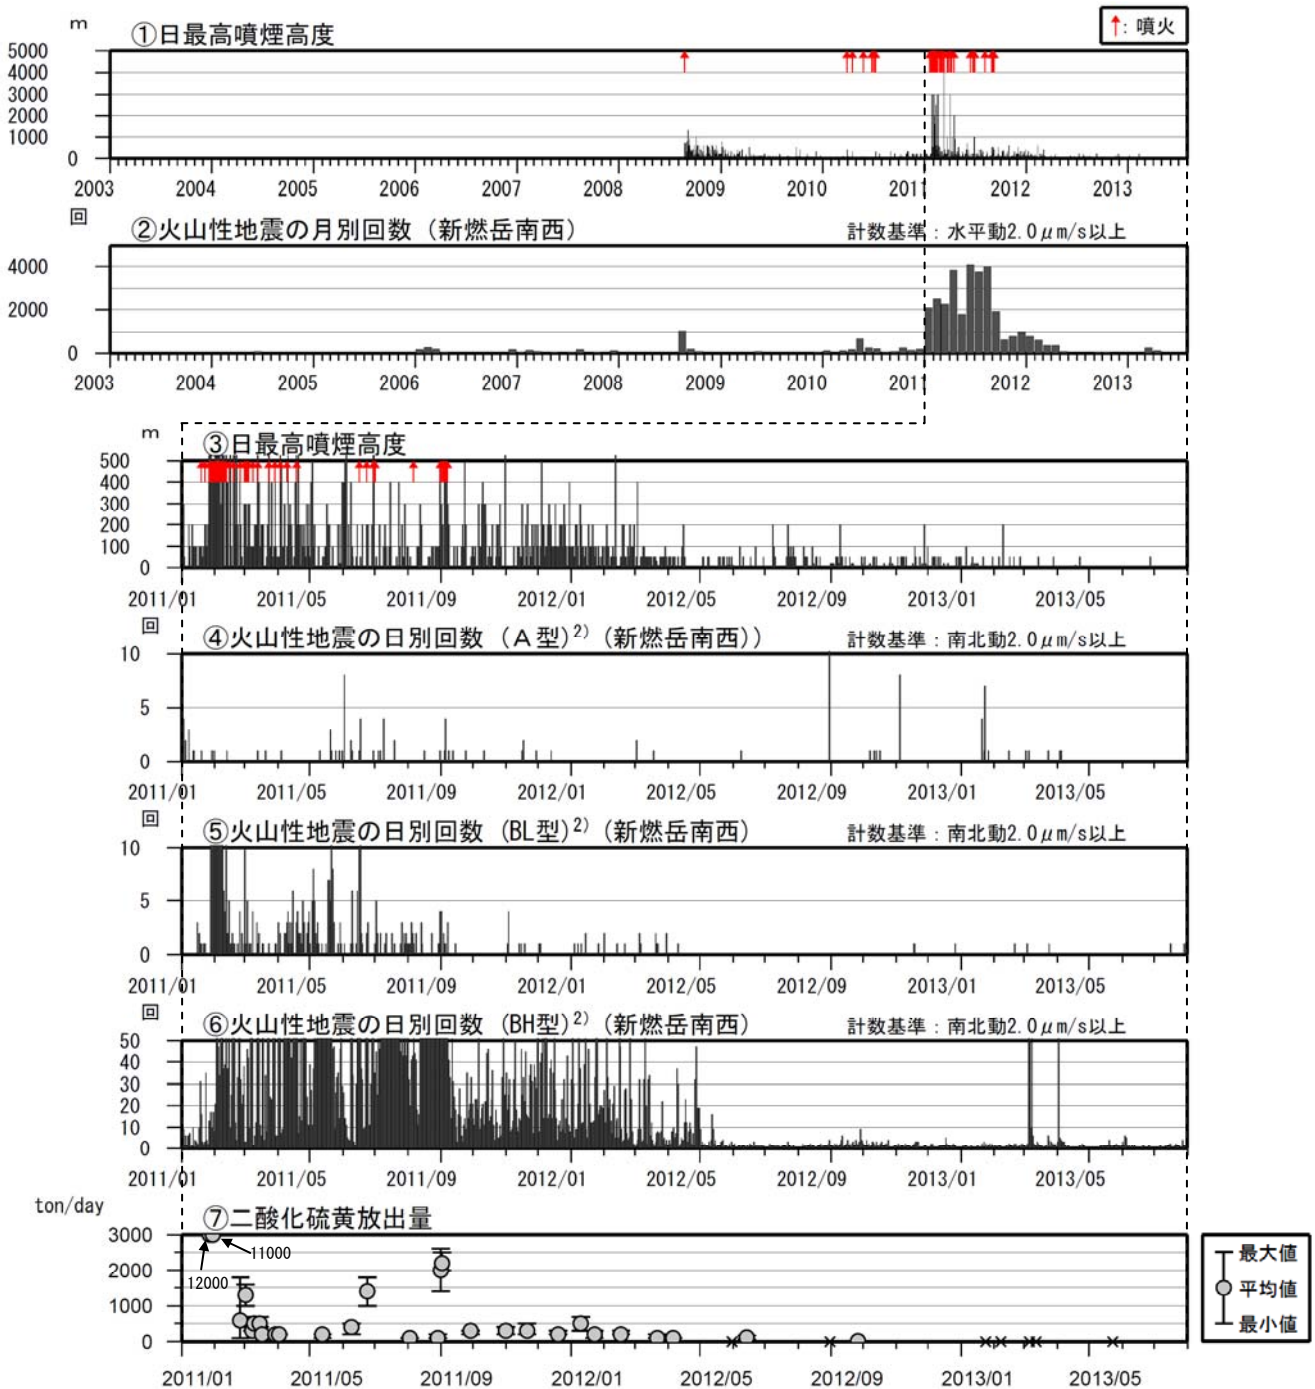 m ①日最高噴煙高度 ↑: 噴火
5000
4000
3000
2000
1000
0
2003 2004 2005 2006 2007 2008 2009 2010 2011 2012 2013
回 ②火山性地震の月別回数（新燃岳南西） 計数基準：水平動2.0μm/s以上
4000
2000
0
2003 2004 2005 2006 2007 2008 2009 2010 2011 2012 2013
m ③日最高噴煙高度
500
400
300
200
100
0
2011/01 2011/05 2011/09 2012/01 2012/05 2012/09 2013/01 2013/05
回 ④火山性地震の日別回数（A型）2)（新燃岳南西）） 計数基準：南北動2.0μm/s以上
10
5
0
2011/01 2011/05 2011/09 2012/01 2012/05 2012/09 2013/01 2013/05
回 ⑤火山性地震の日別回数（BL型）2)（新燃岳南西） 計数基準：南北動2.0μm/s以上
10
5
0
2011/01 2011/05 2011/09 2012/01 2012/05 2012/09 2013/01 2013/05
回 ⑥火山性地震の日別回数（BH型）2)（新燃岳南西） 計数基準：南北動2.0μm/s以上
50
40
30
20
10
0
2011/01 2011/05 2011/09 2012/01 2012/05 2012/09 2013/01 2013/05
ton/day ⑦二酸化硫黄放出量
3000
2000
1000
0
11000
12000
最大値
平均値
最小値
2011/01 2011/05 2011/09 2012/01 2012/05 2012/09 2013/01 2013/05